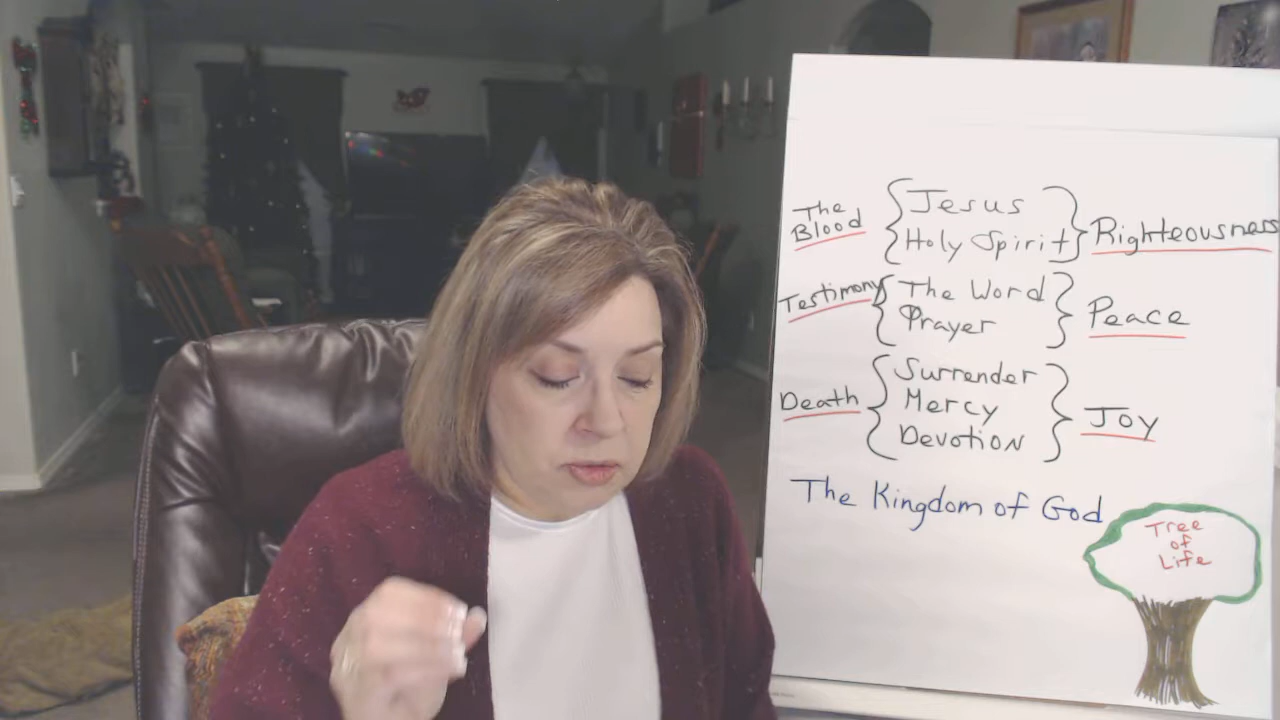 The Blood { Jesus } Righteousness
Holy Spirit
Testimony { The Word } Peace
Prayer
Death { Surrender } Joy
Mercy
Devotion
The Kingdom of God
Tree
of
Life